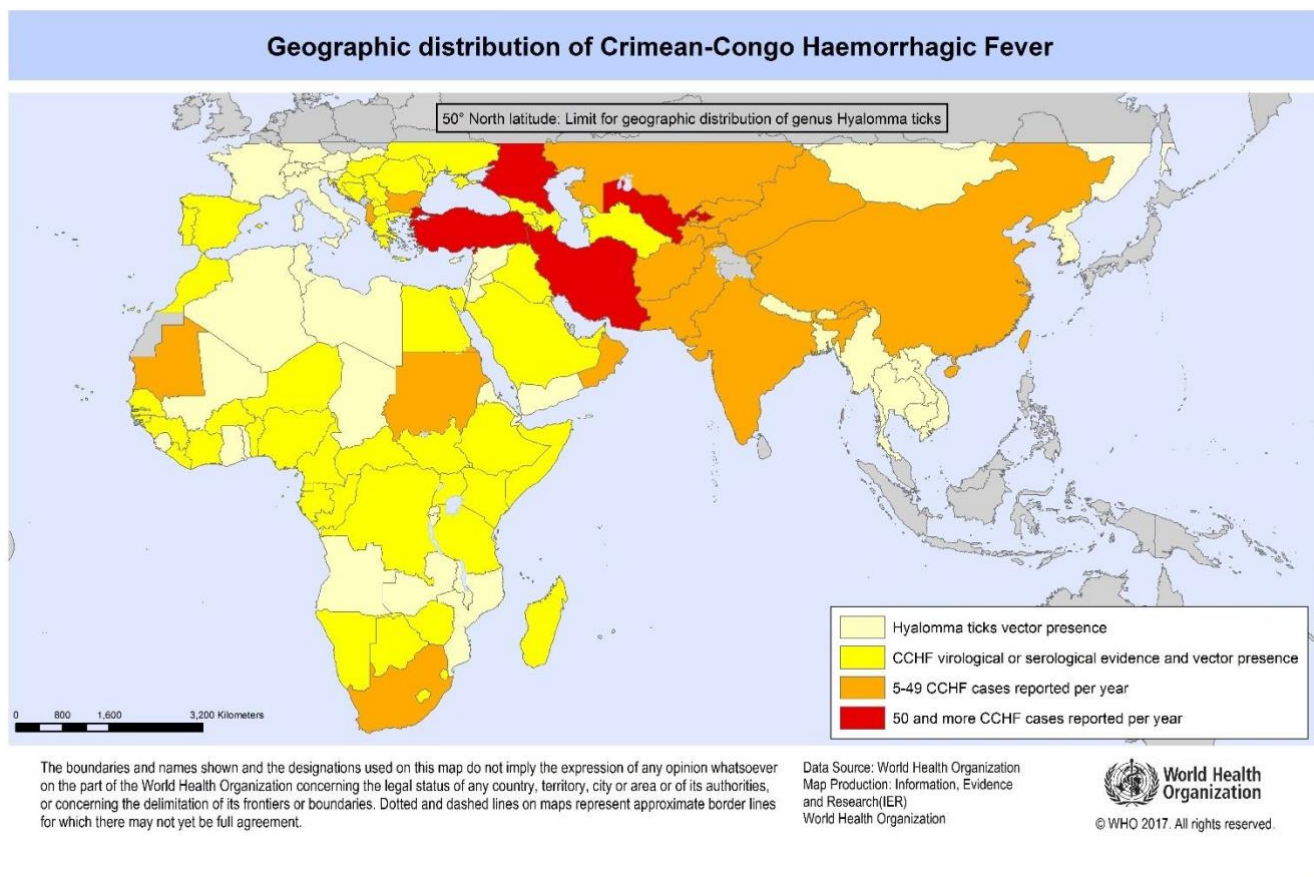 Geographic distribution of Crimean-Congo Haemorrhagic Fever
50° North latitude: Limit for geographic distribution of genus Hyalomma ticks
Hyalomma ticks vector presence
CCHF virological or serological evidence and vector presence
5-49 CCHF cases reported per year
50 and more CCHF cases reported per year
0 800 1,600 3,200 Kilometers
The boundaries and names shown and the designations used on this map do not imply the expression of any opinion whatsoever
on the part of the World Health Organization concerning the legal status of any country, territory, city or area or of its authorities,
or concerning the delimitation of its frontiers or boundaries. Dotted and dashed lines on maps represent approximate border lines
for which there may not yet be full agreement.
Data Source: World Health Organization
Map Production: Information, Evidence
and Research(IER)
World Health Organization
World Health
Organization
© WHO 2017. All rights reserved.